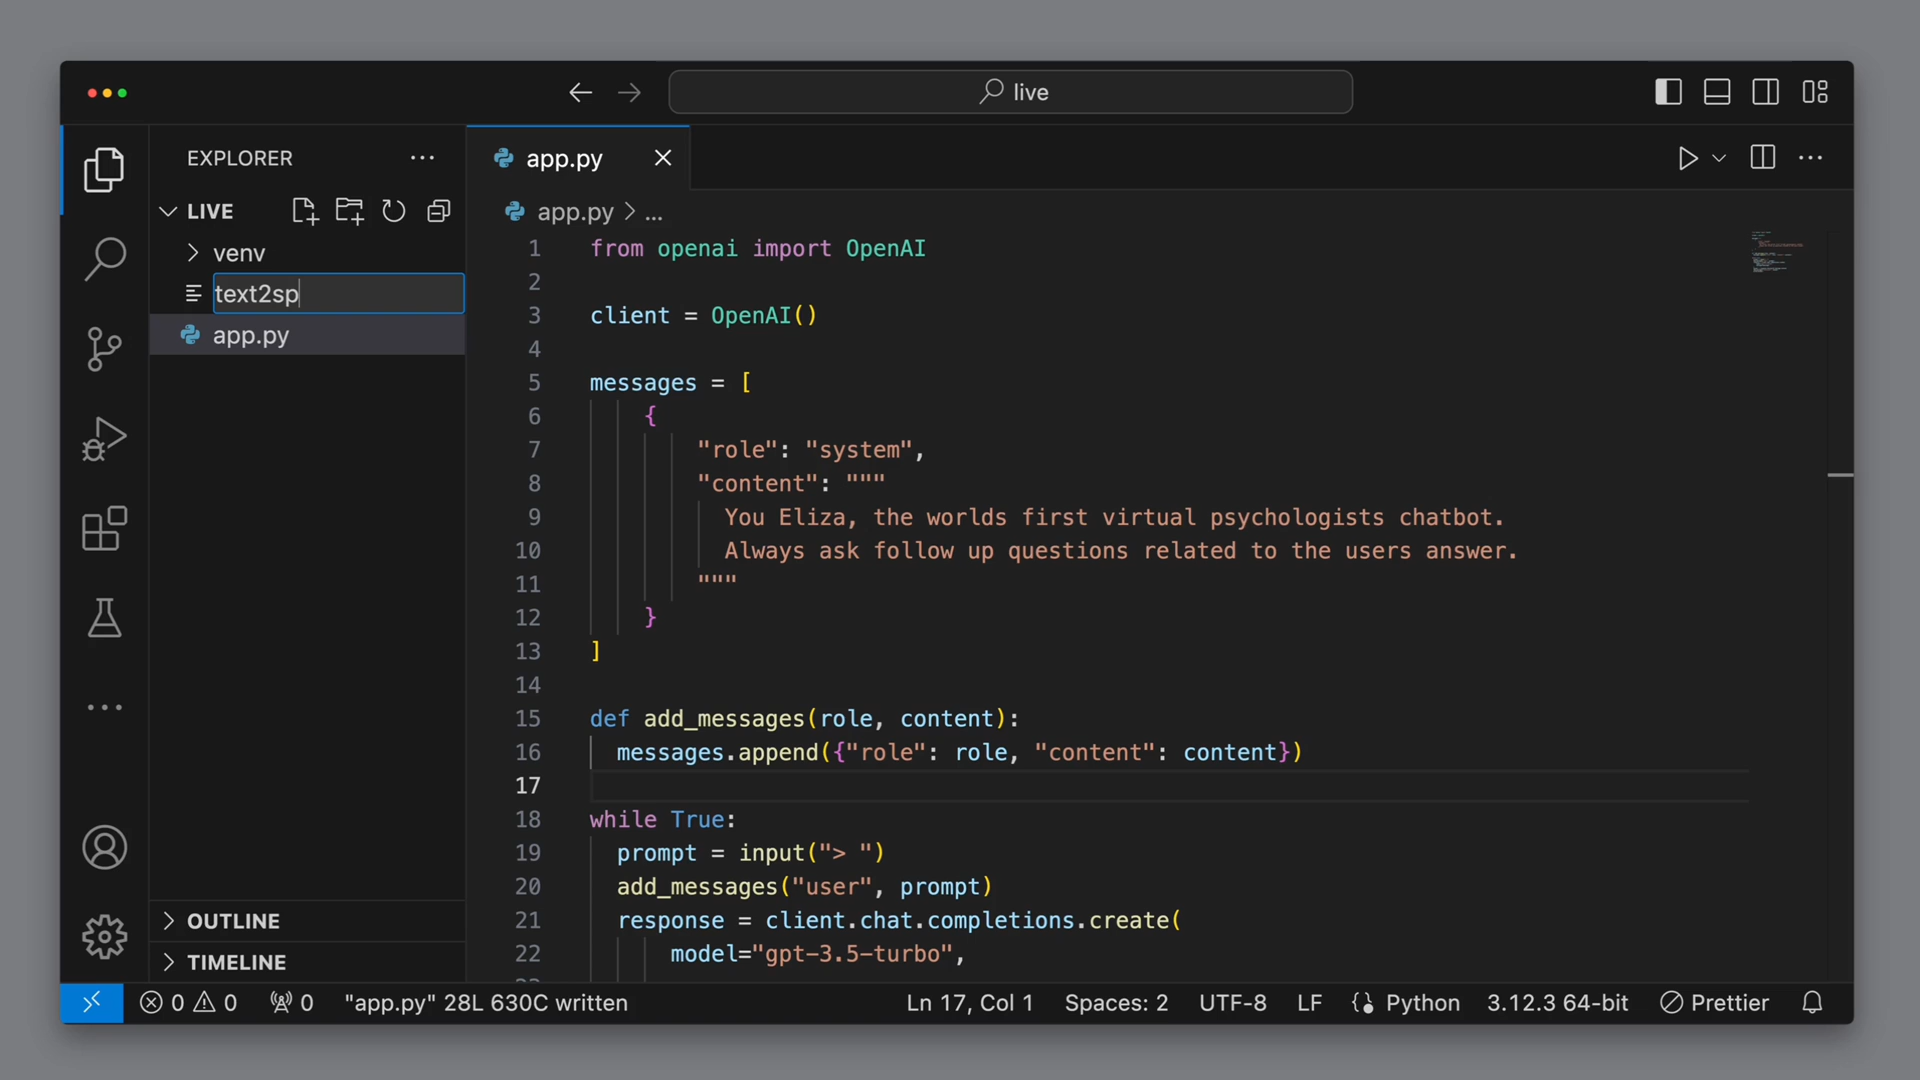 live
EXPLORER
LIVE
venv
text2sp
app.py
OUTLINE
TIMELINE
app.py
app.py > ...
1 from openai import OpenAI
2
3 client = OpenAI()
4
5 messages = [
6 {
7 "role": "system",
8 "content": """
9 You Eliza, the worlds first virtual psychologists chatbot.
10 Always ask follow up questions related to the users answer.
11 """
12 }
13 ]
14
15 def add_messages(role, content):
16 messages.append({"role": role, "content": content})
17
18 while True:
19 prompt = input("> ")
20 add_messages("user", prompt)
21 response = client.chat.completions.create(
22 model="gpt-3.5-turbo",
0 0 0 "app.py" 28L 630C written Ln 17, Col 1 Spaces: 2 UTF-8 LF Python 3.12.3 64-bit Prettier